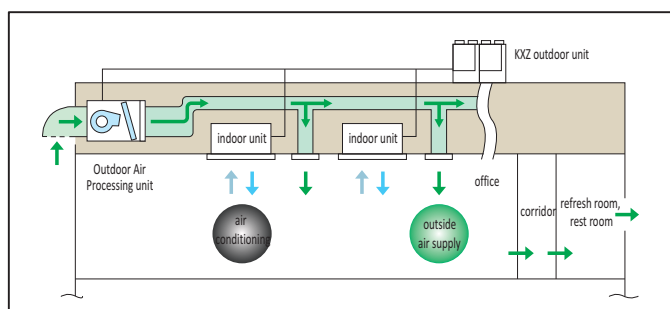 KXZ outdoor unit
indoor unit
indoor unit
Outdoor Air
Processing unit
office
air
conditioning
outside
air supply
corridor
refresh room,
rest room